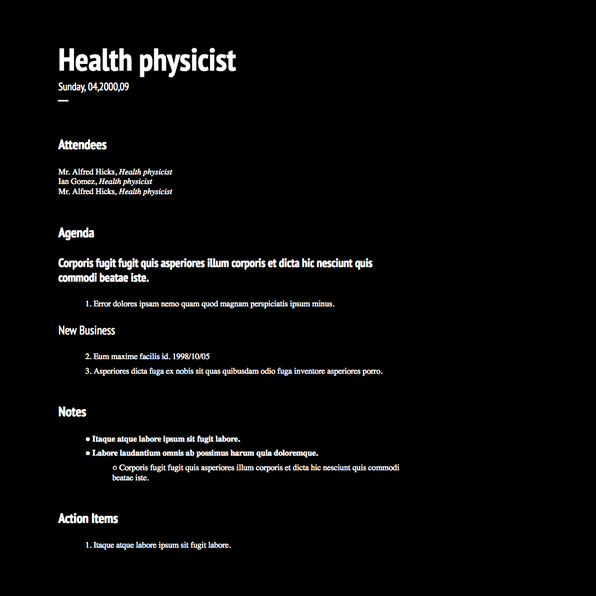 Health physicist
Sunday, 04,2000,09
Attendees
Mr. Alfred Hicks, Health physicist
Ian Gomez, Health physicist
Mr. Alfred Hicks, Health physicist
Agenda
Corporis fugit fugit quis asperiores illum corporis et dicta hic nesciunt quis
commodi beatae iste.
1. Error dolores ipsam nemo quam quod magnam perspiciatis ipsum minus.
New Business
2. Eum maxime facilis id. 1998/10/05
3. Asperiores dicta fuga ex nobis sit quas quibusdam odio fuga inventore asperiores porro.
Notes
● Itaque atque labore ipsum sit fugit labore.
● Labore laudantium omnis ab possimus harum quia doloremque.
○ Corporis fugit fugit quis asperiores illum corporis et dicta hic nesciunt quis commodi
beatae iste.
Action Items
1. Itaque atque labore ipsum sit fugit labore.